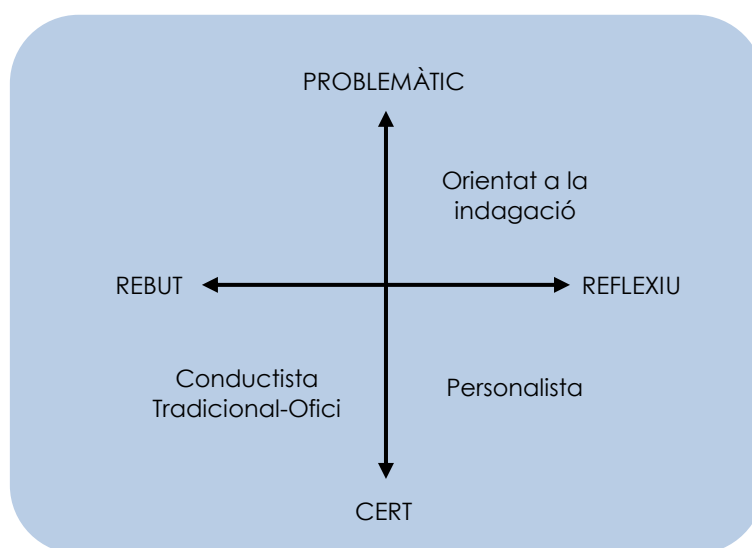 PROBLEMÀTIC
Orientat a la
indagació
REBUT
REFLEXIU
Conductista
Tradicional-Ofici
Personalista
CERT